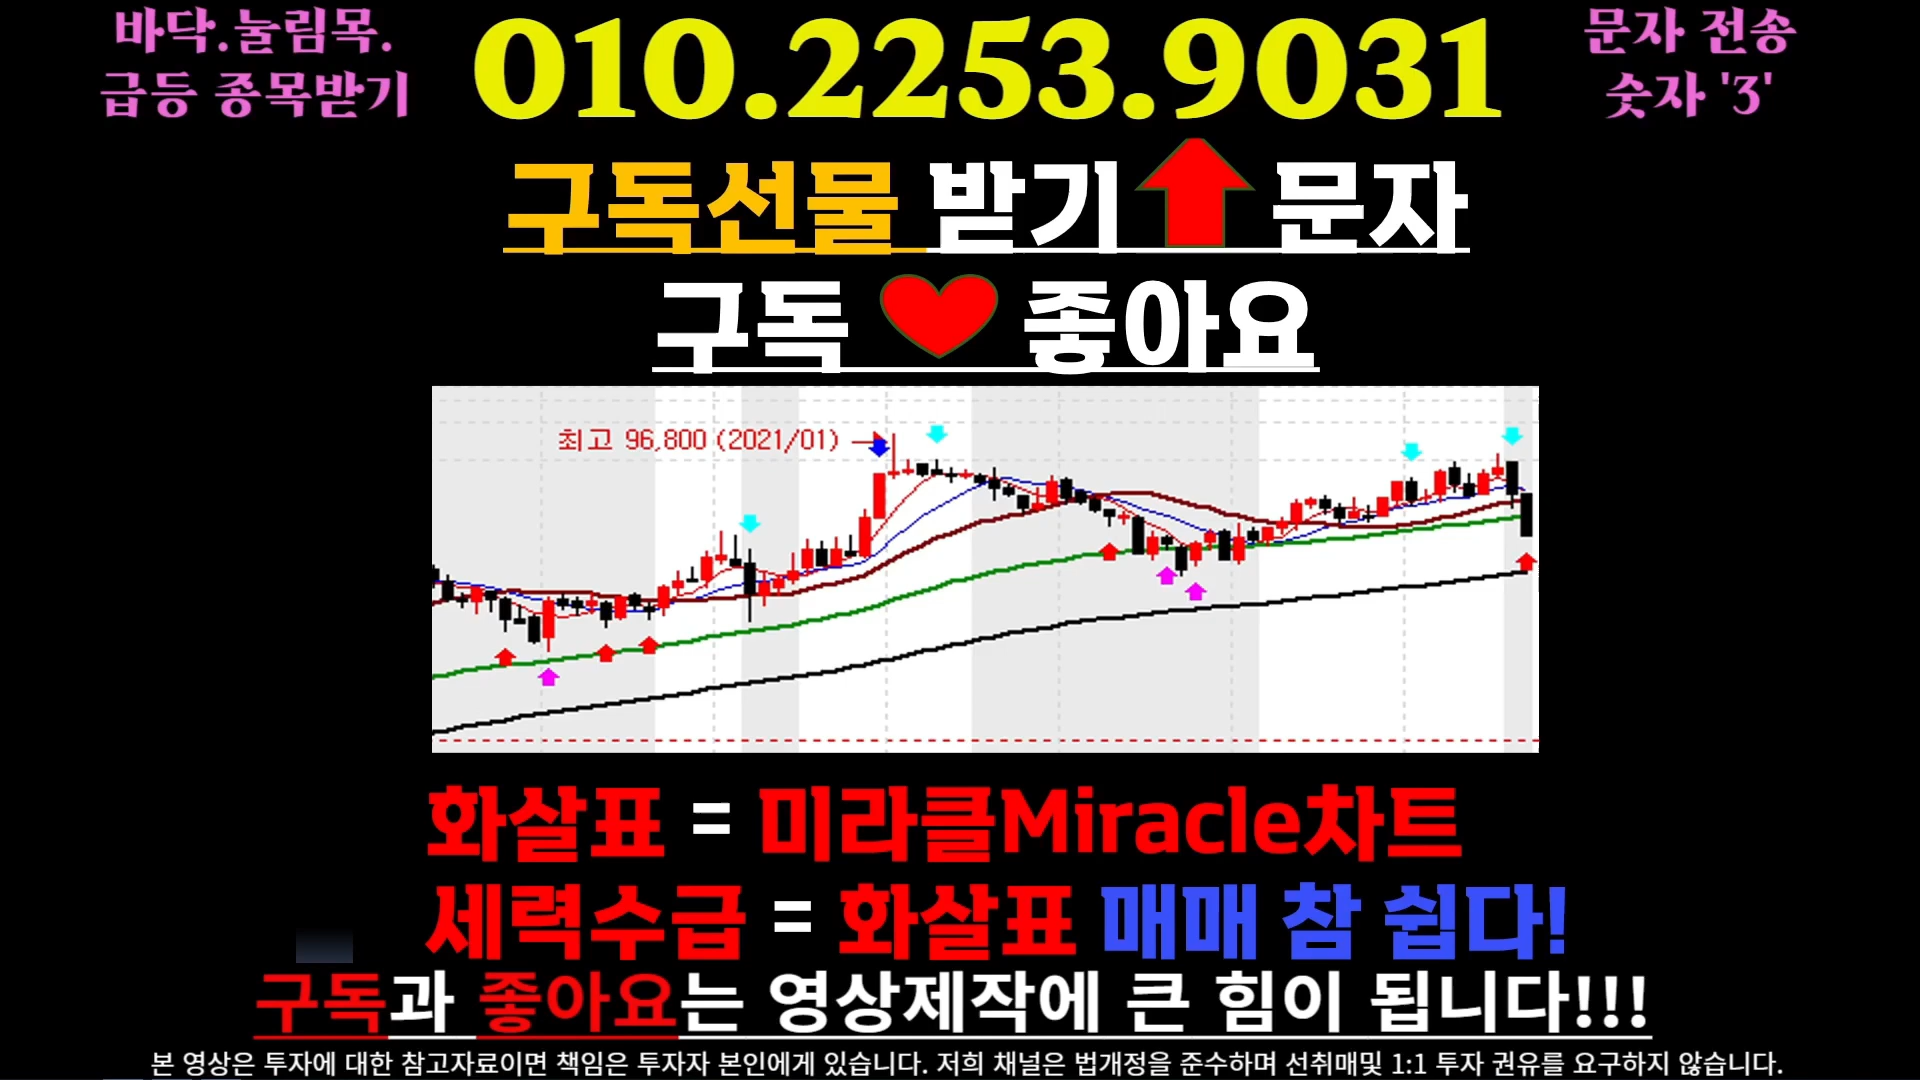 바닥.눌림목.
급등 종목받기
010.2253.9031
문자 전송
숫자 '3'
구독선물 받기 문자
구독 좋아요
최고 96,800 (2021/01)
화살표 = 미라클Miracle차트
세력수급 = 화살표 매매 참 쉽다!
구독과 좋아요는 영상제작에 큰 힘이 됩니다!!!
본 영상은 투자에 대한 참고자료이면 책임은 투자자 본인에게 있습니다. 저희 채널은 법개정을 준수하며 선취매및 1:1 투자 권유를 요구하지 않습니다.